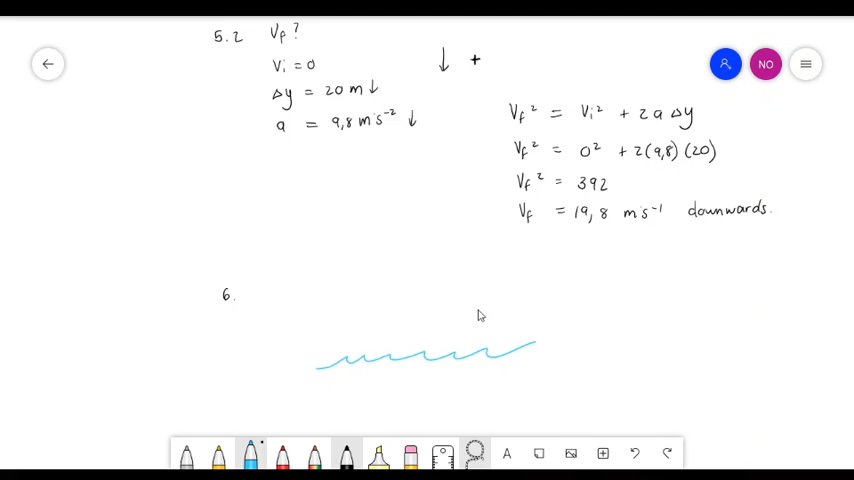 5.2 Vf?
Vi = 0
Δy = 20 m ↓
a = 9,8 m·s⁻² ↓
↓ +
Vf² = Vi² + 2aΔy
Vf² = 0² + 2(9,8)(20)
Vf² = 392
Vf = 19,8 m·s⁻¹ downwards.
NO
6.
A